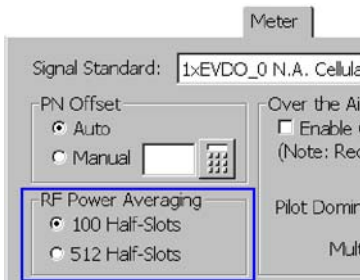 Meter
Signal Standard: 1xEVDO_0 N.A. Cellula
PN Offset
Auto
Manual
Over the Ai
Enable
(Note: Rec
RF Power Averaging
100 Half-Slots
512 Half-Slots
Pilot Domin
Mult